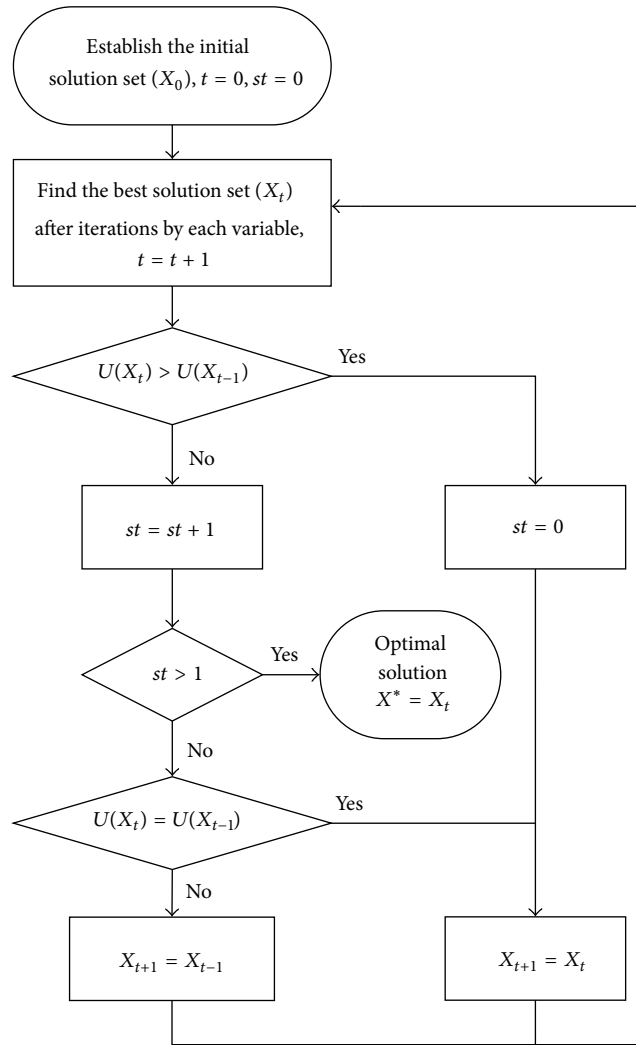 Establish the initial
solution set (X₀), t = 0, st = 0
Find the best solution set (Xₜ)
after iterations by each variable,
t = t + 1
U(Xₜ) > U(Xₜ₋₁)
Yes
No
st = st + 1
st = 0
st > 1
Yes
Optimal
solution
X* = Xₜ
No
U(Xₜ) = U(Xₜ₋₁)
Yes
No
Xₜ₊₁ = Xₜ₋₁
Xₜ₊₁ = Xₜ